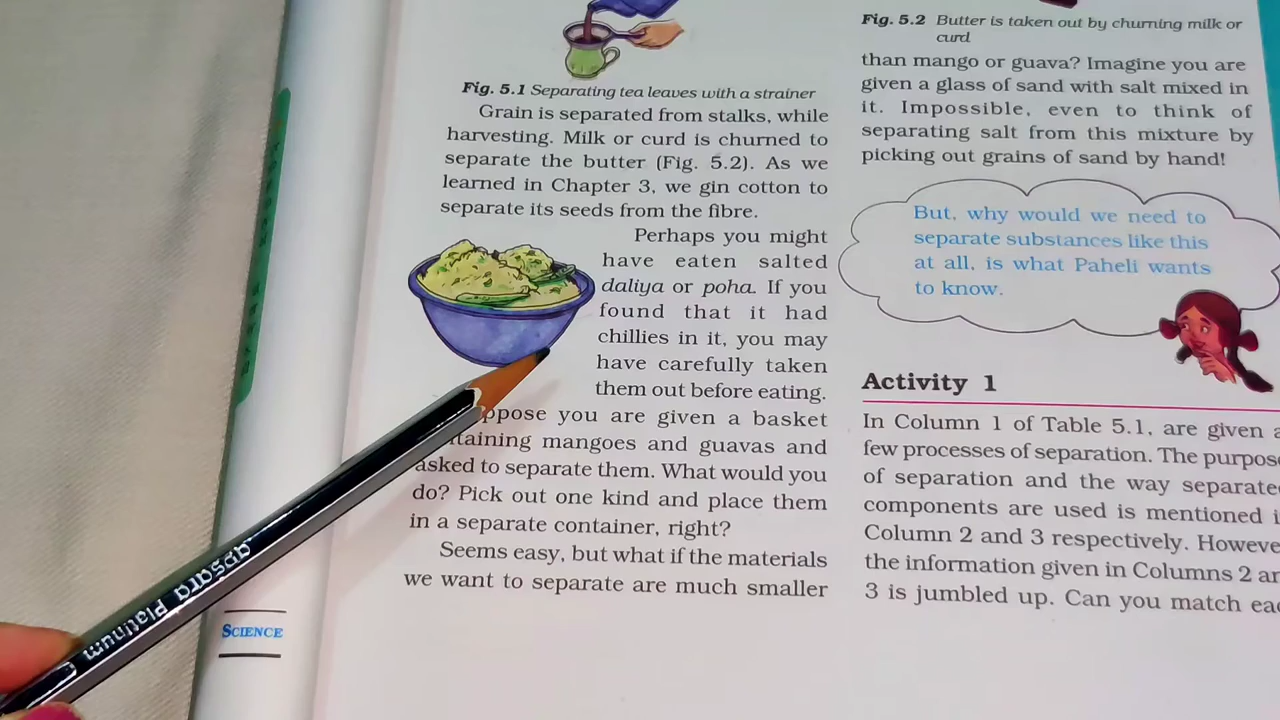 Fig. 5.1 Separating tea leaves with a strainer
Grain is separated from stalks, while
harvesting. Milk or curd is churned to
separate the butter (Fig. 5.2). As we
learned in Chapter 3, we gin cotton to
separate its seeds from the fibre.
Perhaps you might
have eaten salted
daliya or poha. If you
found that it had
chillies in it, you may
have carefully taken
them out before eating.
you are given a basket
mangoes and guavas and
asked to separate them. What would you
do? Pick out one kind and place them
in a separate container, right?
Seems easy, but what if the materials
we want to separate are much smaller
Fig. 5.2 Butter is taken out by churning milk or
curd
than mango or guava? Imagine you are
given a glass of sand with salt mixed in
it. Impossible, even to think of
separating salt from this mixture by
picking out grains of sand by hand!
But, why would we need to
separate substances like this
at all, is what Paheli wants
to know.
Activity 1
In Column 1 of Table 5.1, are given a
few processes of separation. The purpose
of separation and the way separated
components are used is mentioned
Column 2 and 3 respectively. However
the information given in Columns 2
3 is jumbled up. Can you match
SCIENCE
apsara Platinum